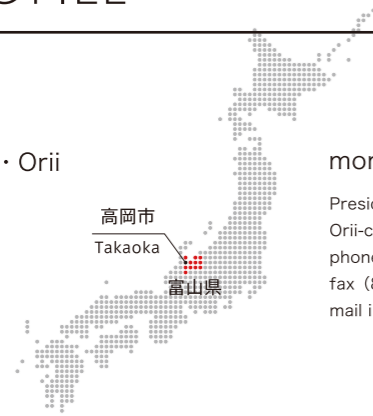 · Orii
高岡市
Takaoka
富山県
mor
Presid
Orii-c
phone
fax (8
mail i